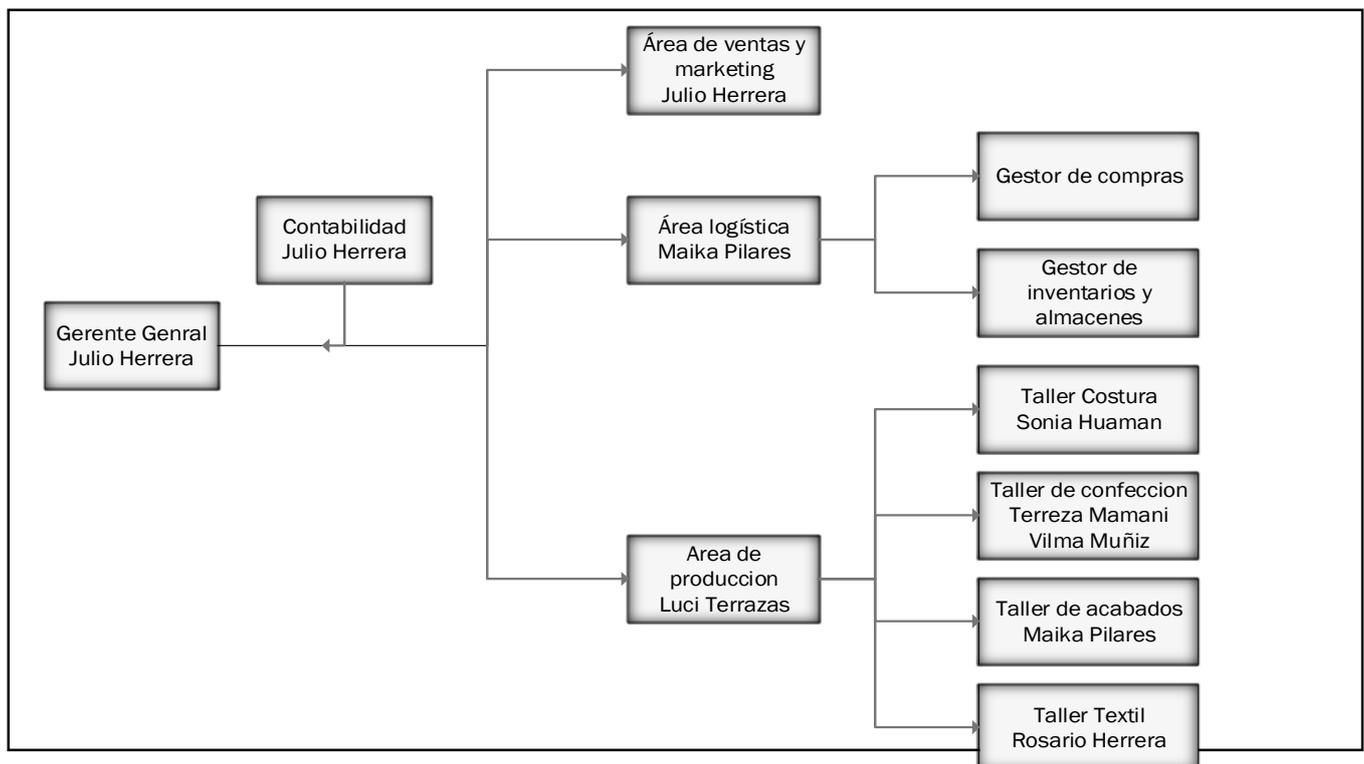 Área de ventas y
marketing
Julio Herrera
Gestor de compras
Contabilidad
Julio Herrera
Área logística
Maika Pilares
Gestor de
inventarios y
almacenes
Gerente Genral
Julio Herrera
Taller Costura
Sonia Huaman
Taller de confeccion
Terreza Mamani
Vilma Muñiz
Area de
produccion
Luci Terrazas
Taller de acabados
Maika Pilares
Taller Textil
Rosario Herrera